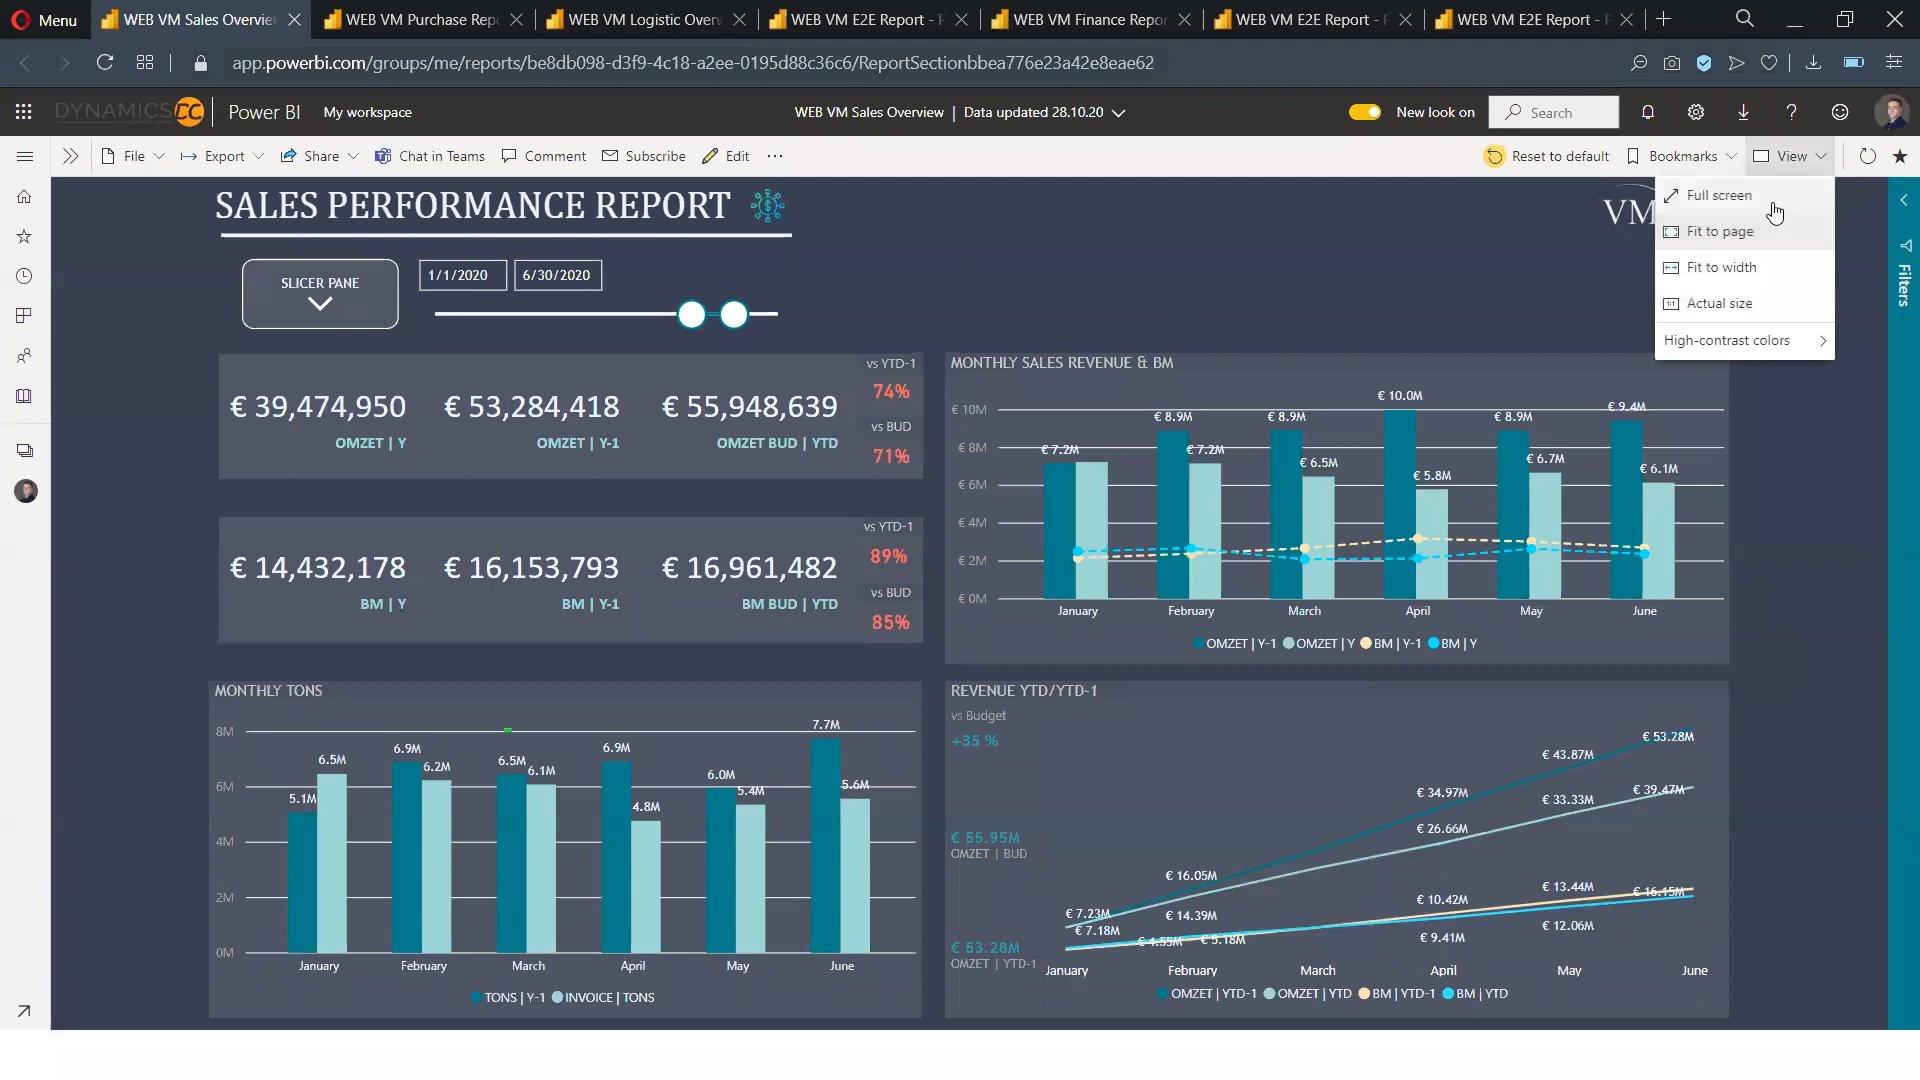 Menu
WEB VM Sales Overvie
WEB VM Purchase Rep
WEB VM Logistic Over
WEB VM E2E Report - F
WEB VM Finance Repor
WEB VM E2E Report - F
WEB VM E2E Report - F
app.powerbi.com/groups/me/reports/be8db098-d3f9-4c18-a2ee-0195d88c36c6/ReportSectionbbea776e23a42e8eae62
DYNAMICS CC
Power BI
My workspace
WEB VM Sales Overview | Data updated 28.10.20
New look on
Search
File
Export
Share
Chat in Teams
Comment
Subscribe
Edit
Reset to default
Bookmarks
View
Full screen
Fit to page
Fit to width
Actual size
High-contrast colors
Filters
SALES PERFORMANCE REPORT
VM
SLICER PANE
1/1/2020
6/30/2020
€ 39,474,950
OMZET | Y
€ 53,284,418
OMZET | Y-1
€ 55,948,639
OMZET BUD | YTD
vs YTD-1
74%
vs BUD
71%
€ 14,432,178
BM | Y
€ 16,153,793
BM | Y-1
€ 16,961,482
BM BUD | YTD
vs YTD-1
89%
vs BUD
85%
MONTHLY SALES REVENUE & BM
€ 10M
€ 8M
€ 6M
€ 4M
€ 2M
€ 0M
€ 7.2M
€ 8.9M
€ 7.2M
€ 8.9M
€ 6.5M
€ 10.0M
€ 5.8M
€ 8.9M
€ 6.7M
€ 9.4M
€ 6.1M
January
February
March
April
May
June
OMZET | Y-1
OMZET | Y
BM | Y-1
BM | Y
MONTHLY TONS
8M
6M
4M
2M
0M
5.1M
6.5M
6.9M
6.2M
6.5M
6.1M
6.9M
4.8M
6.0M
5.4M
7.7M
5.6M
January
February
March
April
May
June
TONS | Y-1
INVOICE | TONS
REVENUE YTD/YTD-1
vs Budget
+35 %
€ 55.95M
OMZET | BUD
€ 53.28M
OMZET | YTD-1
€ 7.23M
€ 7.18M
€ 16.05M
€ 14.39M
€ 4.55M
€ 5.18M
€ 34.97M
€ 26.66M
€ 10.42M
€ 9.41M
€ 43.87M
€ 33.33M
€ 13.44M
€ 12.06M
€ 53.28M
€ 39.47M
€ 16.15M
January
February
March
April
May
June
OMZET | YTD-1
OMZET | YTD
BM | YTD-1
BM | YTD